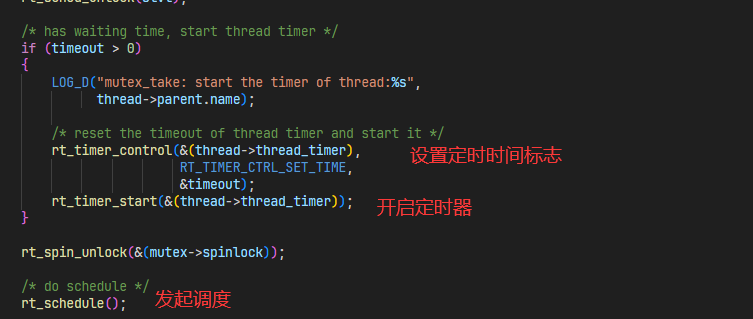 rt_sched_unlock(slvl);
/* has waiting time, start thread timer */
if (timeout > 0)
{
LOG_D("mutex_take: start the timer of thread:%s",
thread->parent.name);
/* reset the timeout of thread timer and start it */
rt_timer_control(&(thread->thread_timer), 设置定时时间标志
RT_TIMER_CTRL_SET_TIME,
&timeout);
rt_timer_start(&(thread->thread_timer)); 开启定时器
}
rt_spin_unlock(&(mutex->spinlock));
/* do schedule */
rt_schedule(); 发起调度